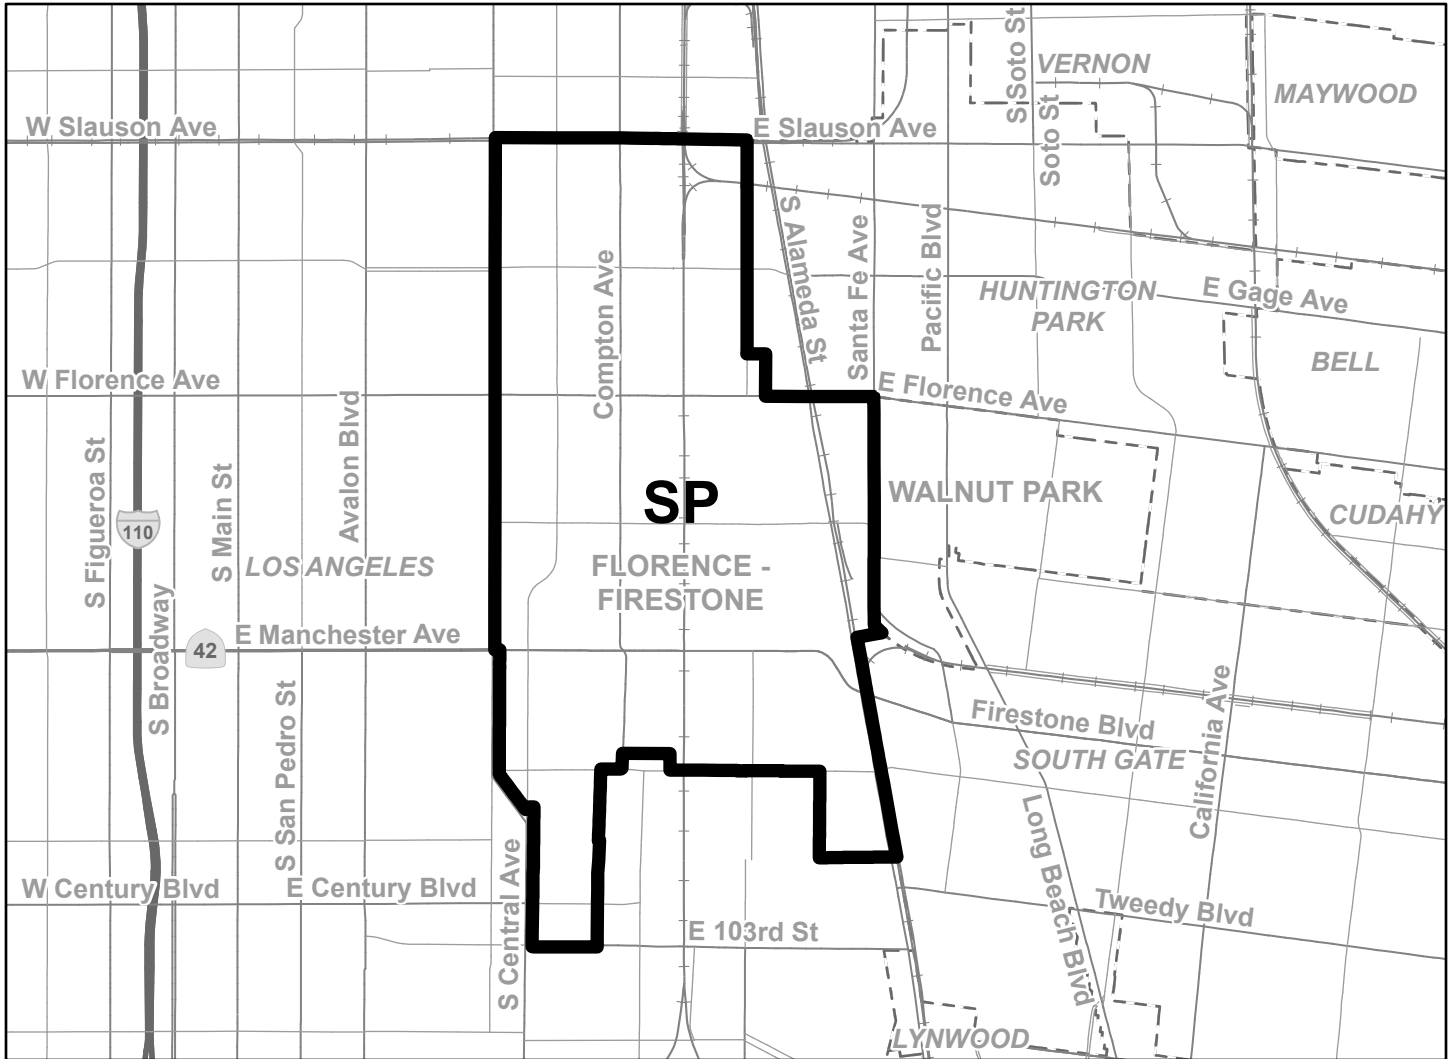 S Soto St
VERNON
MAYWOOD
W Slauson Ave
E Slauson Ave
Soto St
S Alameda St
Santa Fe Ave
Pacific Blvd
Compton Ave
HUNTINGTON
PARK
E Gage Ave
BELL
W Florence Ave
E Florence Ave
Avalon Blvd
S Figueroa St
S Main St
SP
WALNUT PARK
CUDAHY
110
LOS ANGELES
FLORENCE -
FIRESTONE
S Broadway
E Manchester Ave
42
S San Pedro St
Firestone Blvd
SOUTH GATE
California Ave
Long Beach Blvd
S Central Ave
W Century Blvd
E Century Blvd
Tweedy Blvd
E 103rd St
LYNWOOD